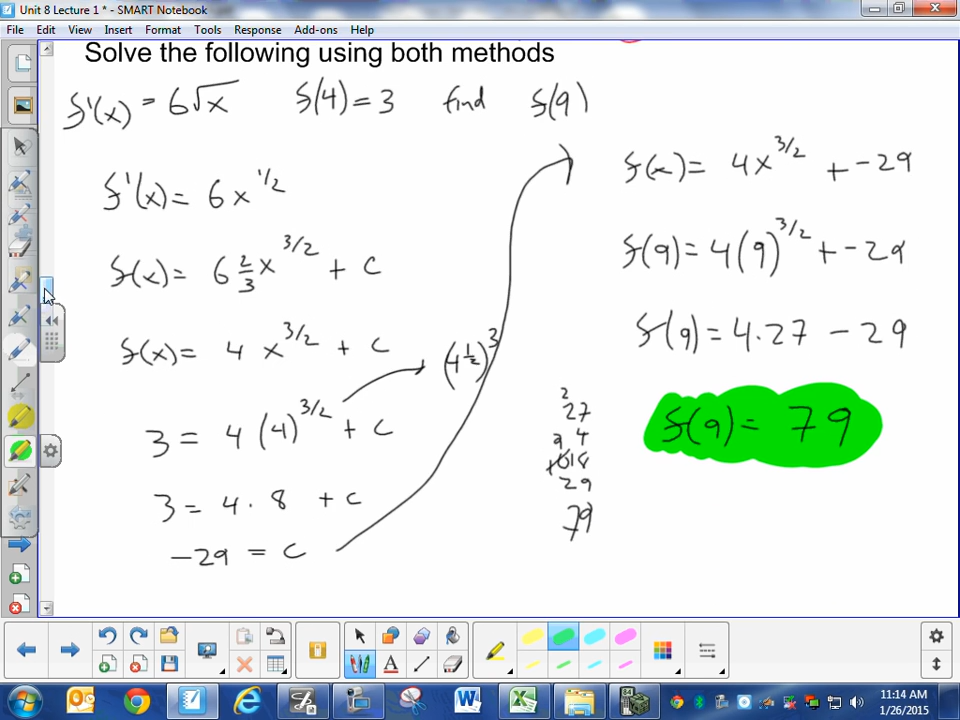 Unit 8 Lecture 1 * - SMART Notebook
File Edit View Insert Format Tools Response Add-ons Help
Solve the following using both methods
f'(x) = 6√x f(4) = 3 find f(9)
f'(x) = 6x^1/2
f(x) = 6 2/3 x^3/2 + c
f(x) = 4 x^3/2 + c
(4^1/2)^3
3 = 4 (4)^3/2 + c
3 = 4 · 8 + c
-29 = c
f(x) = 4x^3/2 + -29
f(9) = 4(9)^3/2 + -29
f(9) = 4·27 - 29
f(9) = 79
2
27
4
29
79
A
11:14 AM
1/26/2015